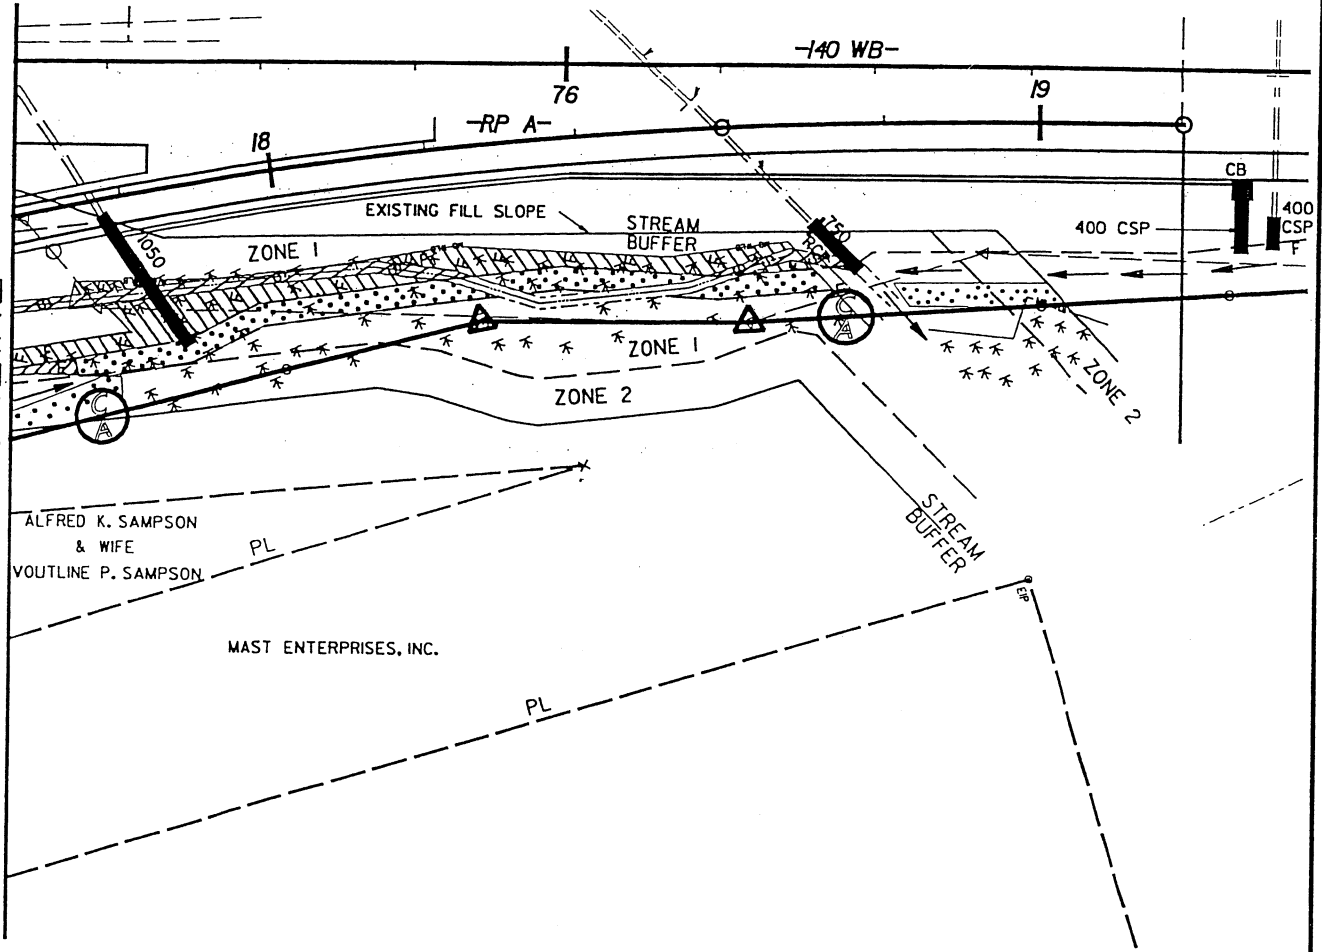 -I40 WB-
76
19
-RP A-
18
CB
400 CSP
400
CSP
F
EXISTING FILL SLOPE
STREAM
BUFFER
750
RCP
1050
ZONE 1
ZONE 1
ZONE 2
ZONE 2
C
A
C
A
ALFRED K. SAMPSON
& WIFE
VOUTLINE P. SAMPSON
PL
STREAM
BUFFER
EIP
MAST ENTERPRISES, INC.
PL